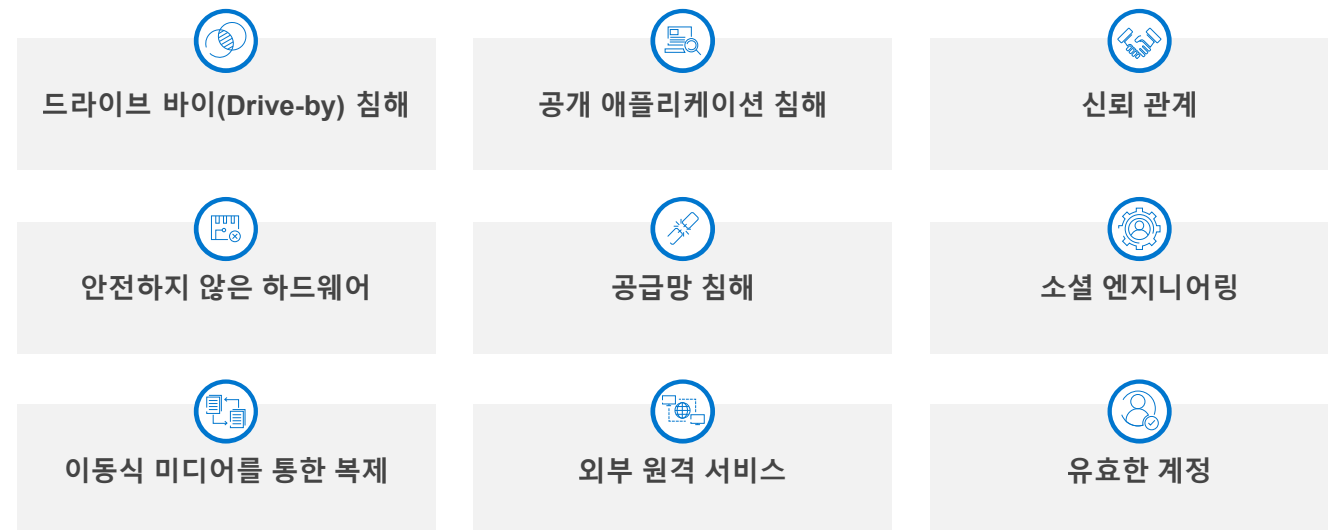 드라이브 바이(Drive-by) 침해
공개 애플리케이션 침해
신뢰 관계
안전하지 않은 하드웨어
공급망 침해
소셜 엔지니어링
이동식 미디어를 통한 복제
외부 원격 서비스
유효한 계정